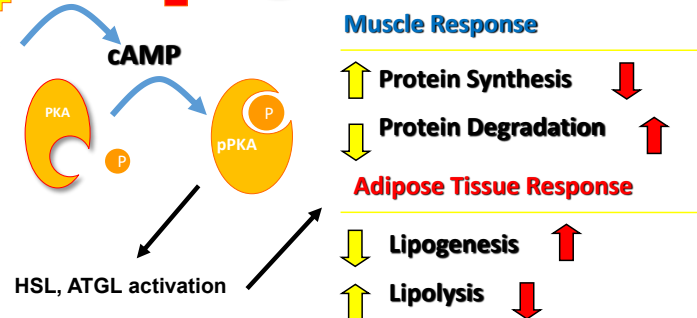 Muscle Response
cAMP
Protein Synthesis
PKA
P
Protein Degradation
pPKA
P
Adipose Tissue Response
Lipogenesis
HSL, ATGL activation
Lipolysis